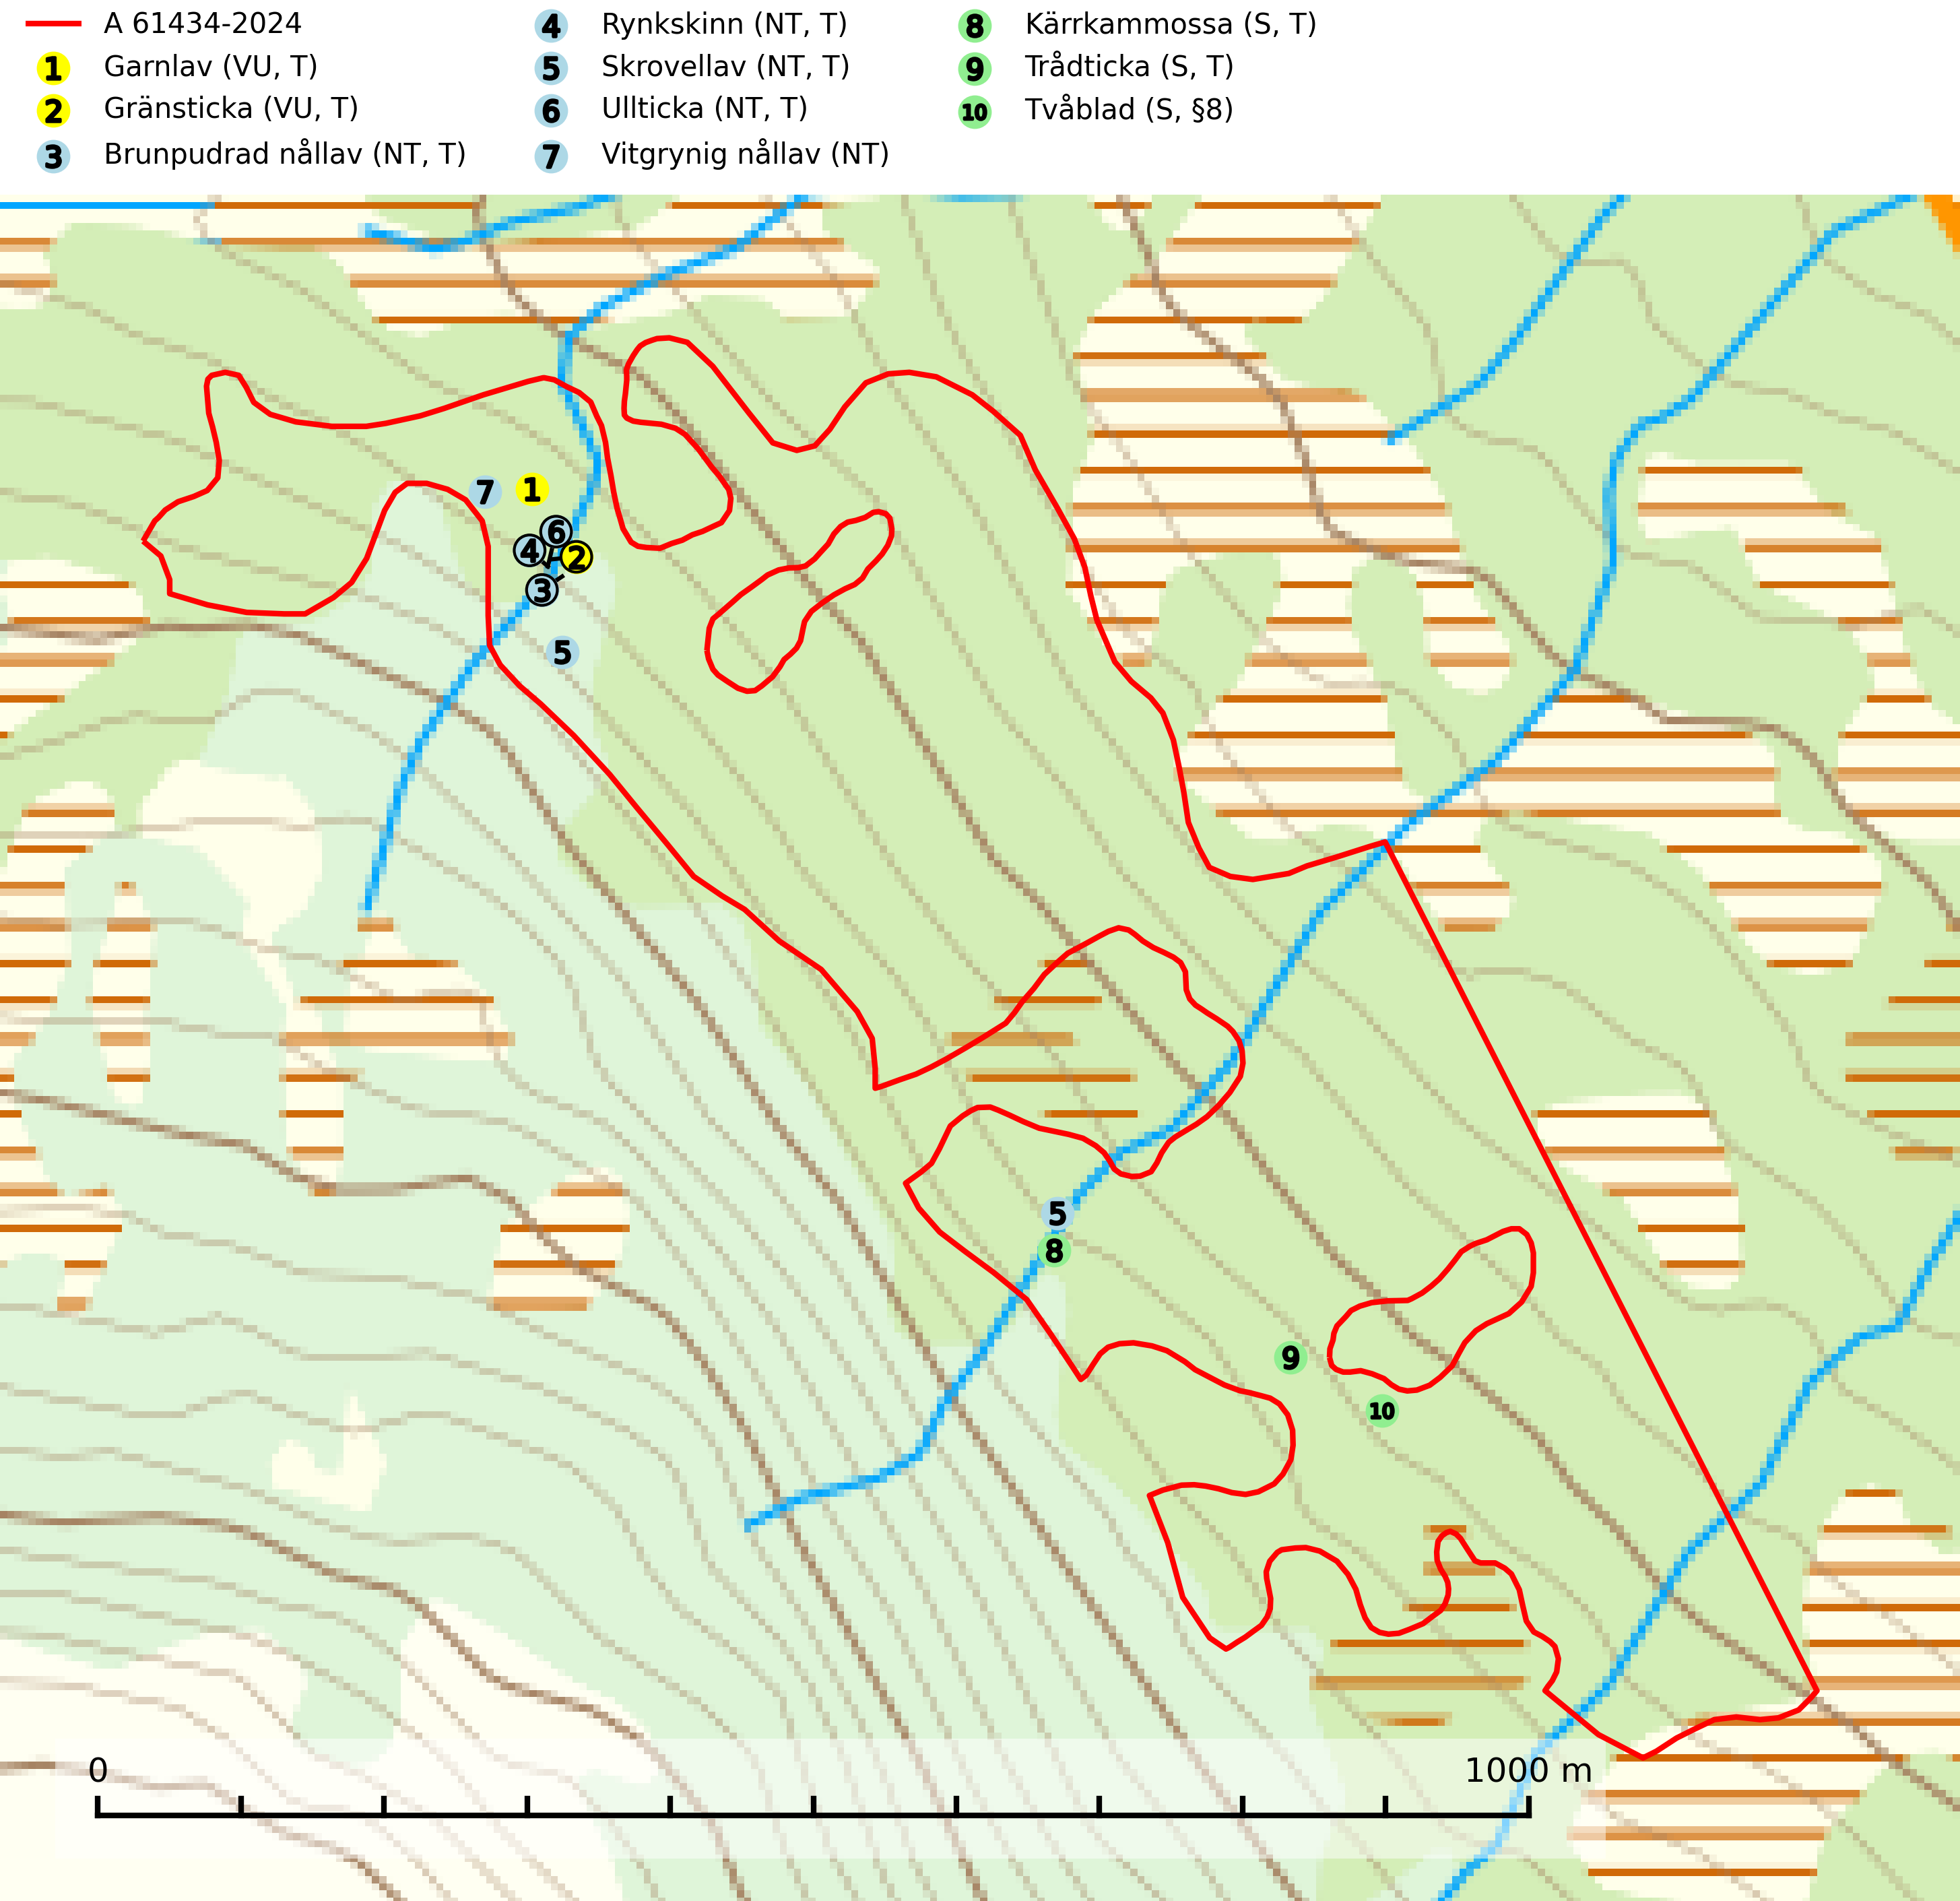 A 61434-2024
1 Garnlav (VU, T)
2 Gränsticka (VU, T)
3 Brunpudrad nållav (NT, T)
4 Rynkskinn (NT, T)
5 Skrovellav (NT, T)
6 Ullticka (NT, T)
7 Vitgrynig nållav (NT)
8 Kärrkammossa (S, T)
9 Trådticka (S, T)
10 Tvåblad (S, §8)
7 1
6
4 2
3
5
5
8
9
10
0 1000 m